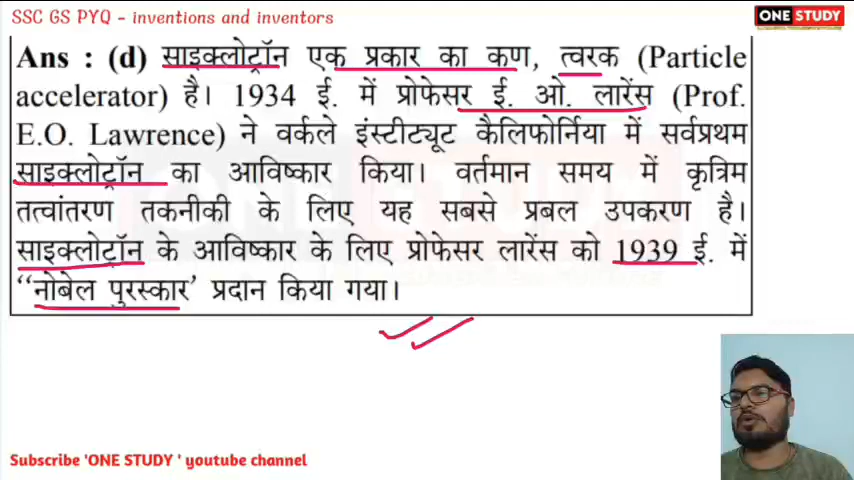 SSC GS PYQ - inventions and inventors
ONE STUDY
Ans : (d) साइक्लोट्रॉन एक प्रकार का कण, त्वरक (Particle
accelerator) है। 1934 ई. में प्रोफेसर ई. ओ. लारेंस (Prof.
E.O. Lawrence) ने वर्कले इंस्टीट्यूट कैलिफोर्निया में सर्वप्रथम
साइक्लोट्रॉन का आविष्कार किया। वर्तमान समय में कृत्रिम
तत्वांतरण तकनीकी के लिए यह सबसे प्रबल उपकरण है।
साइक्लोट्रॉन के आविष्कार के लिए प्रोफेसर लारेंस को 1939 ई. में
“नोबेल पुरस्कार’ प्रदान किया गया।
Subscribe 'ONE STUDY ' youtube channel